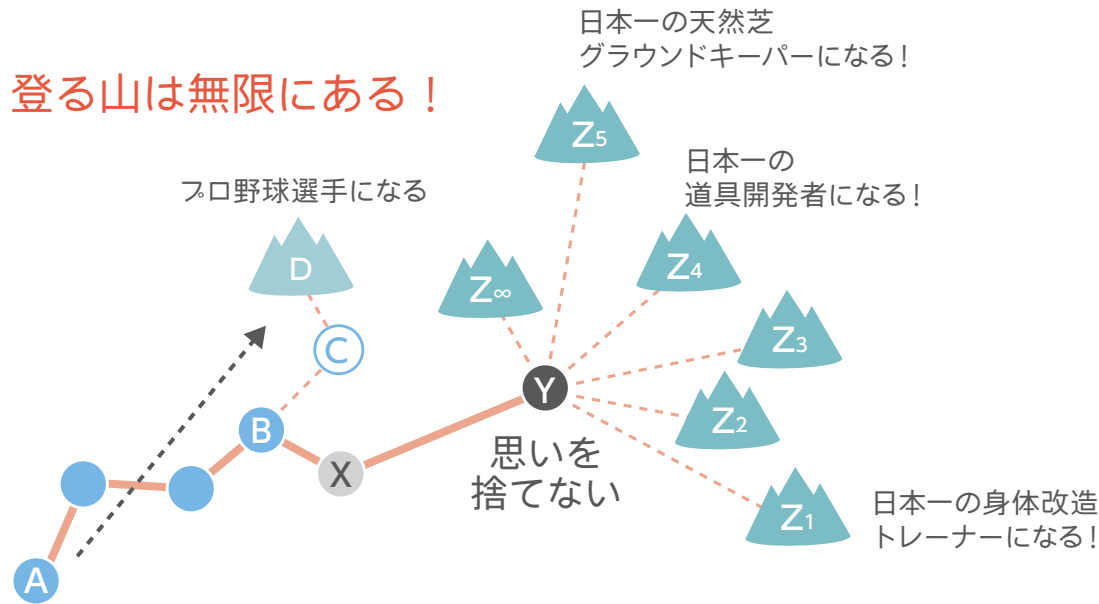 日本一の天然芝
グラウンドキーパーになる！
登る山は無限にある！
Z5
日本一の
道具開発者になる！
プロ野球選手になる
D
Z4
Z∞
Z3
C
Y
Z2
B
思いを
捨てない
X
Z1
日本一の身体改造
トレーナーになる！
A